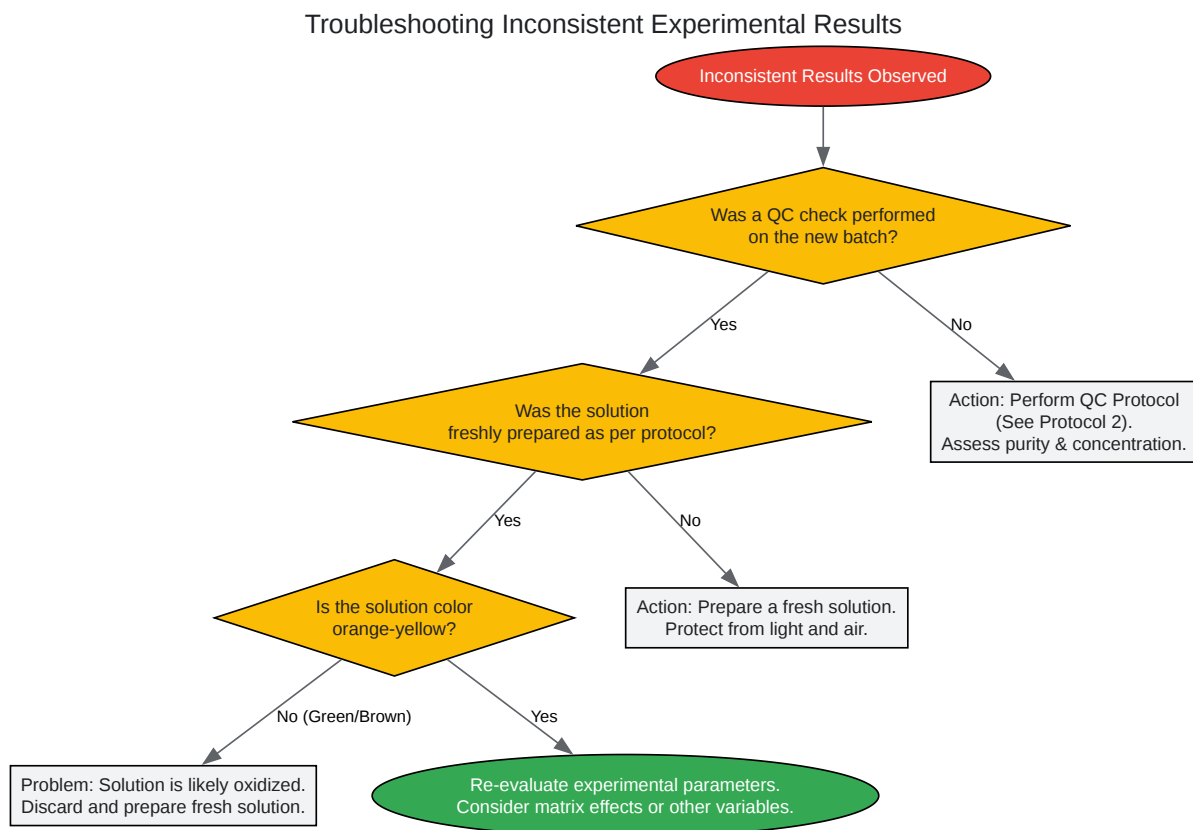 Troubleshooting Inconsistent Experimental Results
Inconsistent Results Observed
Was a QC check performed
on the new batch?
Yes
No
Was the solution
freshly prepared as per protocol?
Action: Perform QC Protocol
(See Protocol 2).
Assess purity & concentration.
Yes
No
Is the solution color
orange-yellow?
Action: Prepare a fresh solution.
Protect from light and air.
No (Green/Brown)
Yes
Problem: Solution is likely oxidized.
Discard and prepare fresh solution.
Re-evaluate experimental parameters.
Consider matrix effects or other variables.